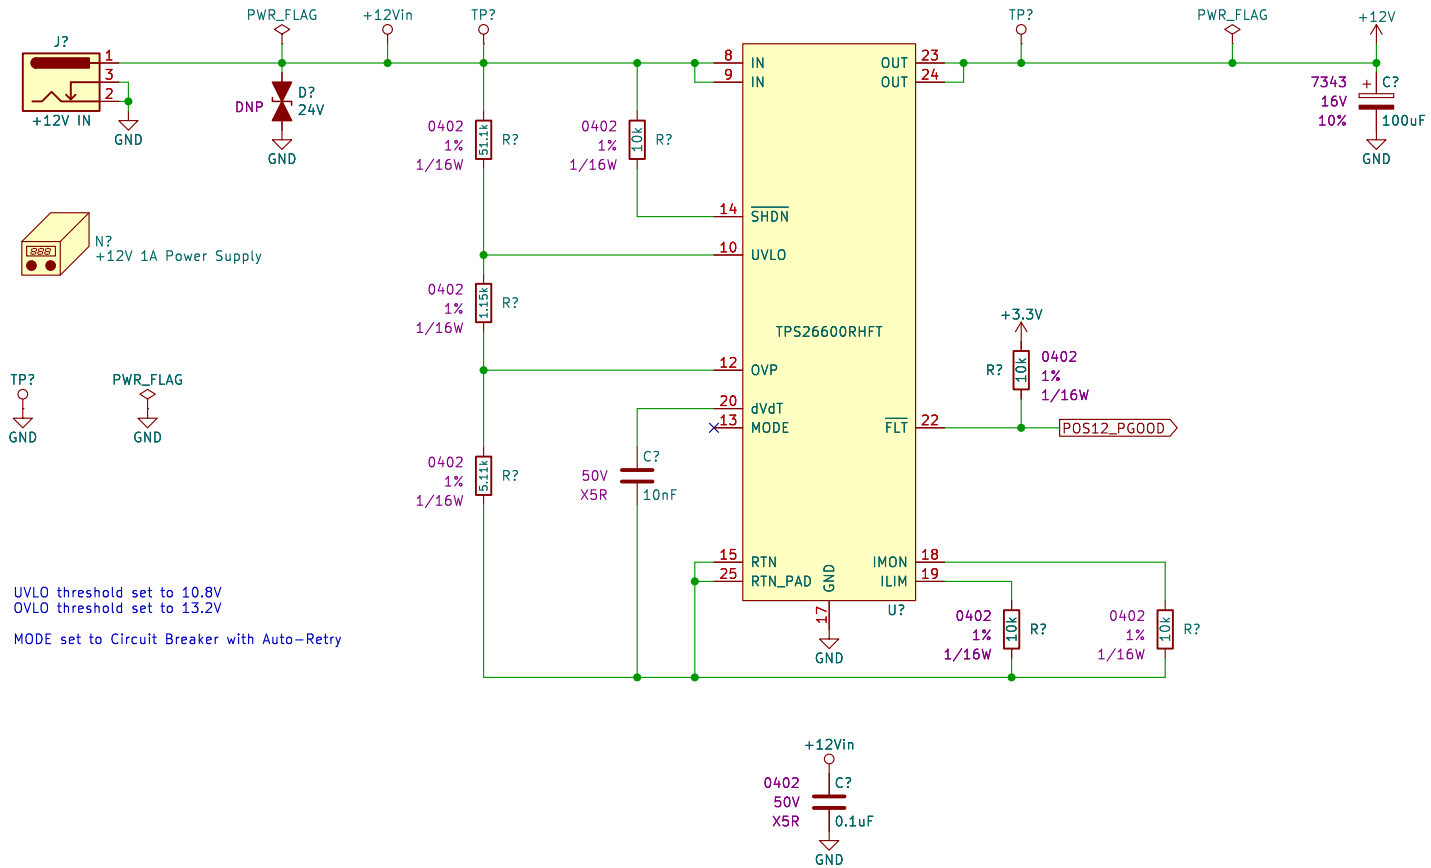 PWR_FLAG
+12Vin
TP?
TP?
PWR_FLAG
+12V
J?
1
3
2
+12V IN
GND
DNP
D?
24V
GND
0402
1%
1/16W
51.1k
R?
0402
1%
1/16W
10k
R?
8
IN
9
IN
14
SHDN
10
UVLO
23
OUT
24
OUT
7343
16V
10%
+
C?
100uF
GND
N?
+12V 1A Power Supply
888
0402
1%
1/16W
1.15k
R?
TPS26600RHFT
+3.3V
R?
10k
0402
1%
1/16W
12
OVP
20
dVdT
13
MODE
22
FLT
POS12_PGOOD
TP?
GND
PWR_FLAG
GND
0402
1%
1/16W
5.11k
R?
C?
50V
X5R
10nF
15
RTN
25
RTN_PAD
GND
17
GND
18
IMON
19
ILIM
U?
0402
1%
1/16W
10k
R?
0402
1%
1/16W
10k
R?
UVLO threshold set to 10.8V
OVLO threshold set to 13.2V
MODE set to Circuit Breaker with Auto-Retry
+12Vin
0402
50V
X5R
C?
0.1uF
GND